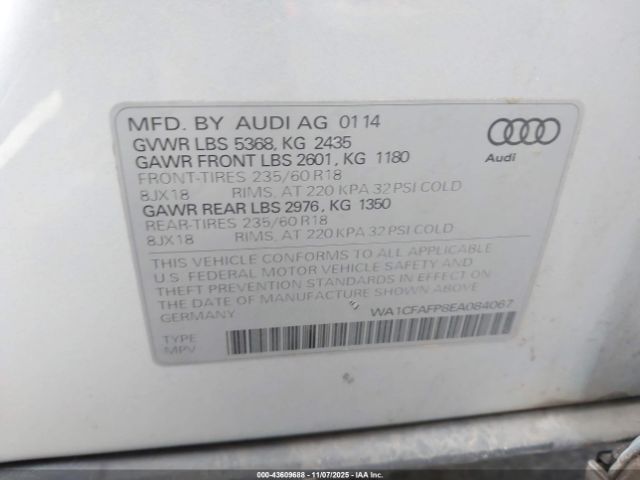 MFD. BY AUDI AG 0114
GVWR LBS 5368, KG 2435
GAWR FRONT LBS 2601, KG 1180
FRONT-TIRES 235/60 R18
8JX18 RIMS, AT 220 KPA 32 PSI COLD
GAWR REAR LBS 2976, KG 1350
REAR-TIRES 235/60 R18
8JX18 RIMS, AT 220 KPA 32 PSI COLD
Audi
THIS VEHICLE CONFORMS TO ALL APPLICABLE
U.S. FEDERAL MOTOR VEHICLE SAFETY AND
THEFT PREVENTION STANDARDS IN EFFECT ON
THE DATE OF MANUFACTURE SHOWN ABOVE.
GERMANY WA1CFAFP8EA084067
TYPE
MPV
00-43609688 - 11/07/2025 - IAA Inc.